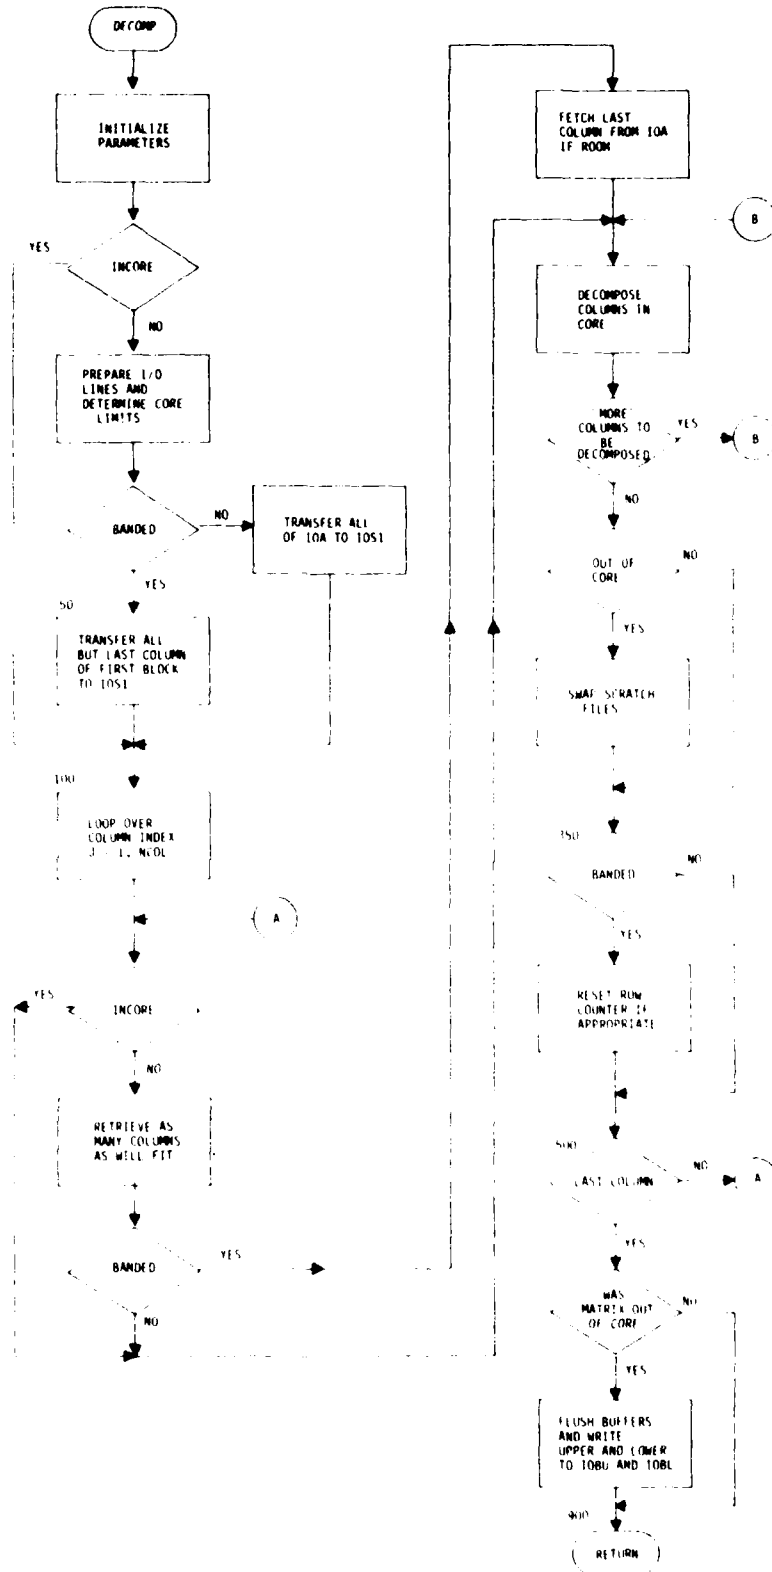 DECOMP
INITIALIZE
PARAMETERS
YES
INCORE
NO
PREPARE I/O
LINES AND
DETERMINE CORE
LIMITS
BANDED
NO
TRANSFER ALL
OF IOA TO IOS1
YES
50
TRANSFER ALL
BUT LAST COLUMN
OF FIRST BLOCK
TO IOS1
100
LOOP OVER
COLUMN INDEX
J = 1, NCOL
A
YES
INCORE
NO
RETRIEVE AS
MANY COLUMNS
AS WILL FIT
BANDED
YES
NO
FETCH LAST
COLUMN FROM IOA
IF ROOM
B
DECOMPOSE
COLUMNS IN
CORE
MORE
COLUMNS TO
BE
DECOMPOSED
YES
B
NO
OUT OF
CORE
NO
YES
SWAP SCRATCH
FILES
350
BANDED
NO
YES
RESET ROW
COUNTER IF
APPROPRIATE
500
LAST COLUMN
NO
A
YES
WAS
MATRIX OUT
OF CORE
NO
YES
FLUSH BUFFERS
AND WRITE
UPPER AND LOWER
TO IOBU AND IOBL
900
RETURN